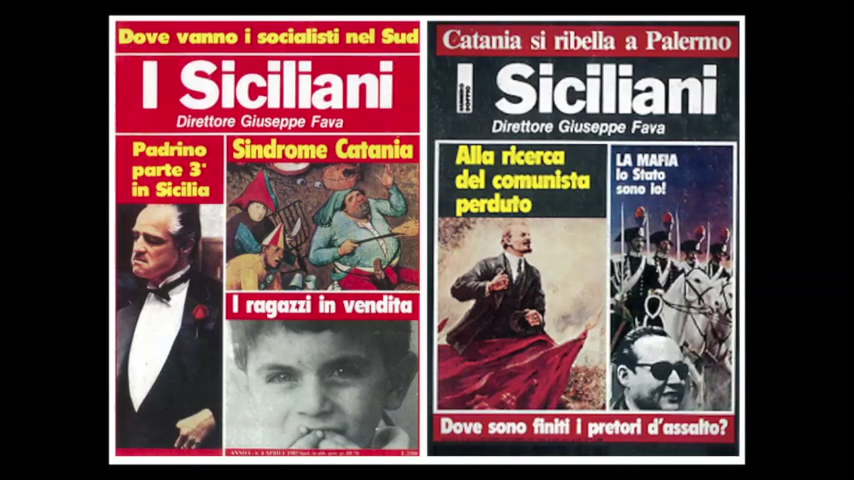 Dove vanno i socialisti nel Sud
I Siciliani
Direttore Giuseppe Fava
Padrino
parte 3ª
in Sicilia
Sindrome Catania
I ragazzi in vendita
Catania si ribella a Palermo
NUMERO
DOPPIO
I Siciliani
Direttore Giuseppe Fava
Alla ricerca
del comunista
perduto
LA MAFIA
lo Stato
sono io!
Dove sono finiti i pretori d'assalto?